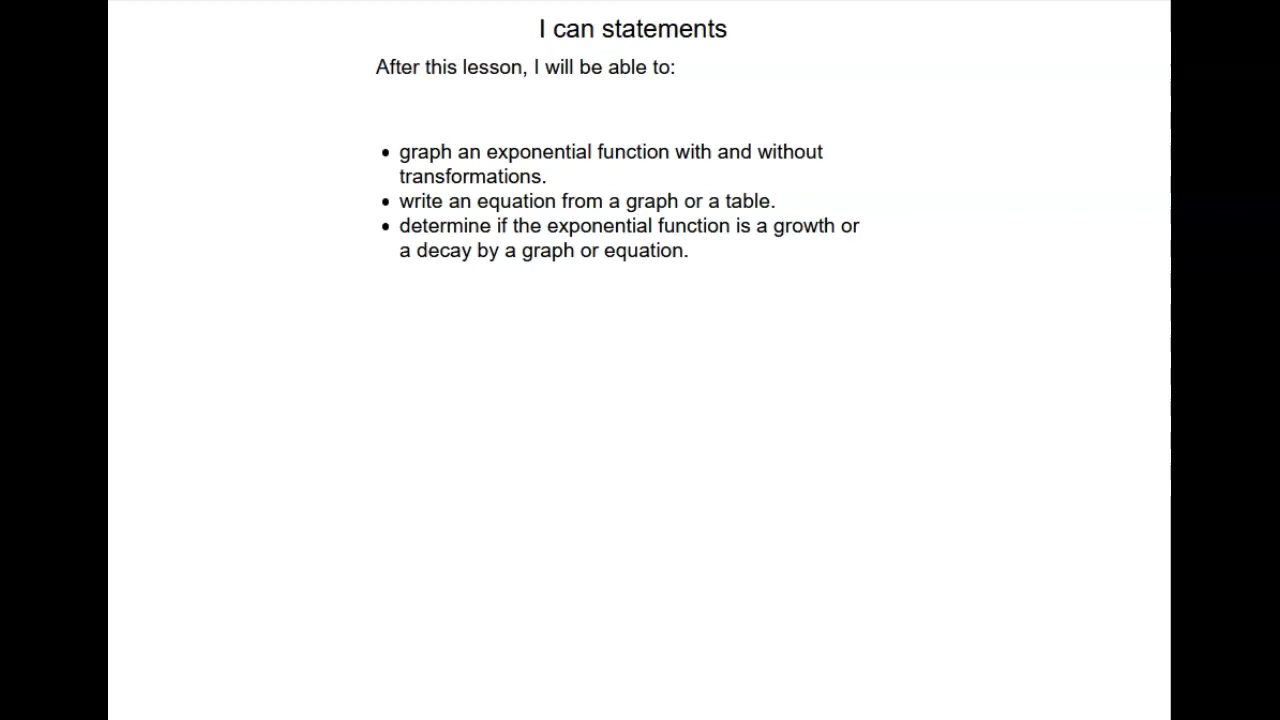 I can statements
After this lesson, I will be able to:
• graph an exponential function with and without
transformations.
• write an equation from a graph or a table.
• determine if the exponential function is a growth or
a decay by a graph or equation.